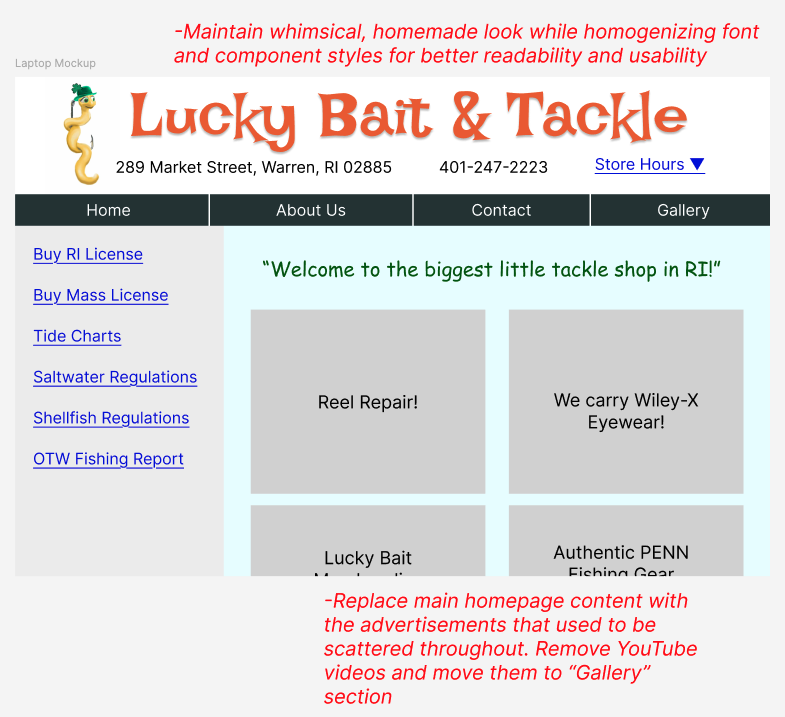 -Maintain whimsical, homemade look while homogenizing font
and component styles for better readability and usability
Laptop Mockup
Lucky Bait & Tackle
289 Market Street, Warren, RI 02885 401-247-2223 Store Hours ▼
Home About Us Contact Gallery
Buy RI License
Buy Mass License
Tide Charts
Saltwater Regulations
Shellfish Regulations
OTW Fishing Report
“Welcome to the biggest little tackle shop in RI!”
Reel Repair!
We carry Wiley-X
Eyewear!
Lucky Bait
Authentic PENN
Fishing Gear
-Replace main homepage content with
the advertisements that used to be
scattered throughout. Remove YouTube
videos and move them to “Gallery”
section